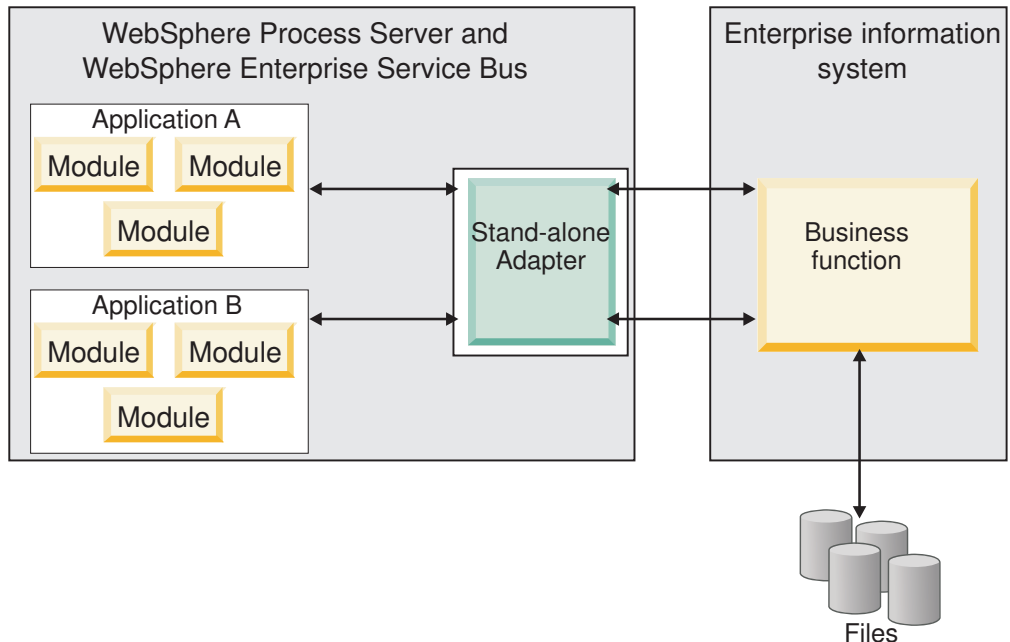 WebSphere Process Server and
WebSphere Enterprise Service Bus
Application A
Module
Module
Module
Application B
Module
Module
Module
Stand-alone
Adapter
Enterprise information
system
Business
function
Files